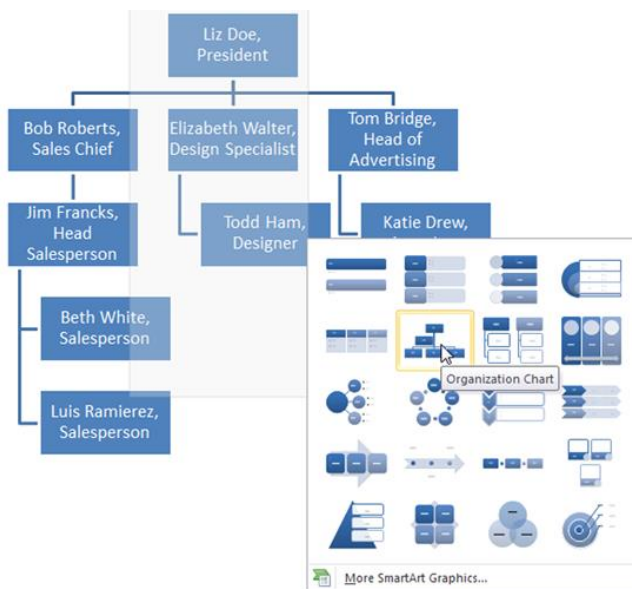 Liz Doe,
President
Bob Roberts,
Sales Chief
Elizabeth Walter,
Design Specialist
Tom Bridge,
Head of
Advertising
Jim Francks,
Head
Salesperson
Todd Ham,
Designer
Katie Drew,
Beth White,
Salesperson
Luis Ramierez,
Salesperson
Organization Chart
More SmartArt Graphics...